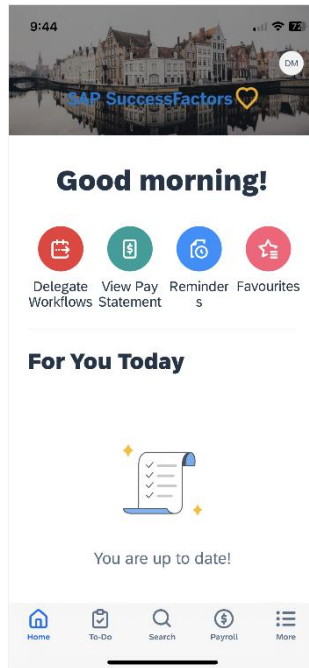 9:44
72
DM
SAP SuccessFactors
Good morning!
Delegate Workflows
View Pay Statement
Reminder
s
Favourites
For You Today
You are up to date!
Home
To-Do
Search
Payroll
More